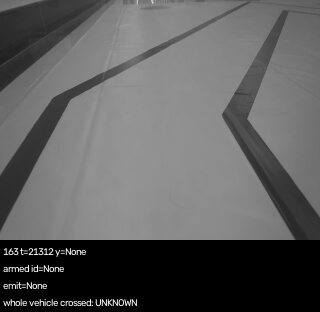 163 t=21312 y=None
armed id=None
emit=None
whole vehicle crossed: UNKNOWN